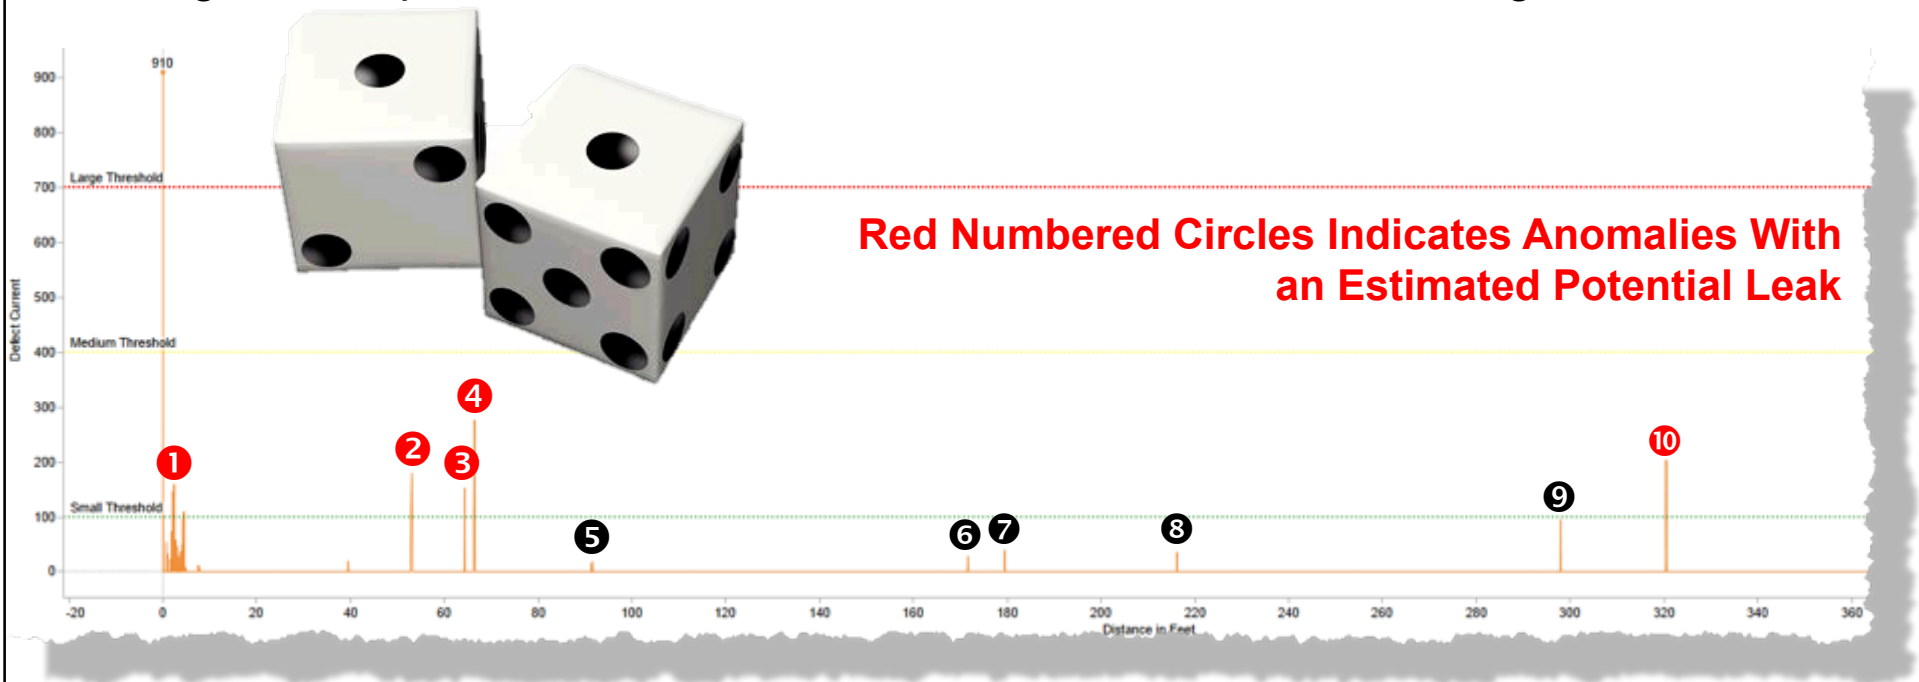 910
900
800
Large Threshold
700
Red Numbered Circles Indicates Anomalies With
600
an Estimated Potential Leak
500
Defect Current
Medium Threshold
400
4
300
2
1
3
10
200
9
Small Threshold
100
5
6
7
8
0
-20 0 20 40 60 80 100 120 140 160 180 200 220 240 260 280 300 320 340 360
Distance in Feet